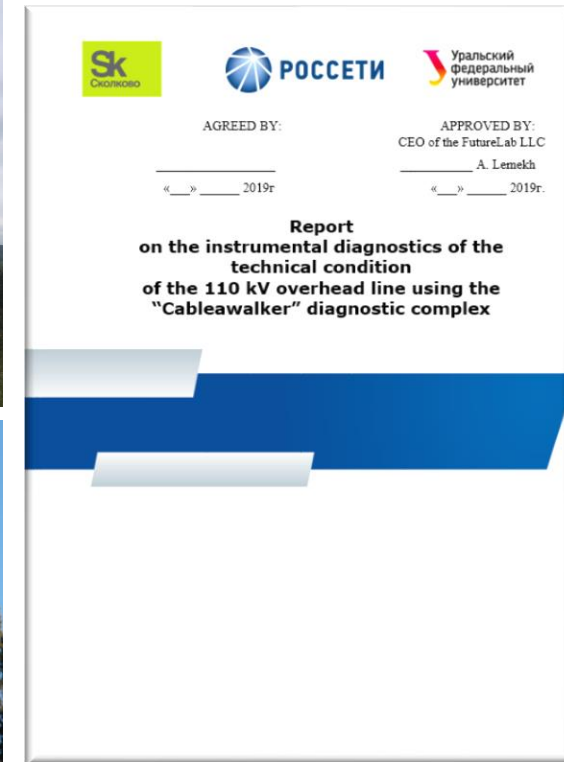 Sk
Сколково
РОССЕТИ
Уральский
федеральный
университет
AGREED BY:
«___» ______ 2019г
APPROVED BY:
CEO of the FutureLab LLC
___________ A. Lemekh
«___» ______ 2019г.
Report
on the instrumental diagnostics of the
technical condition
of the 110 kV overhead line using the
“Cableawalker” diagnostic complex